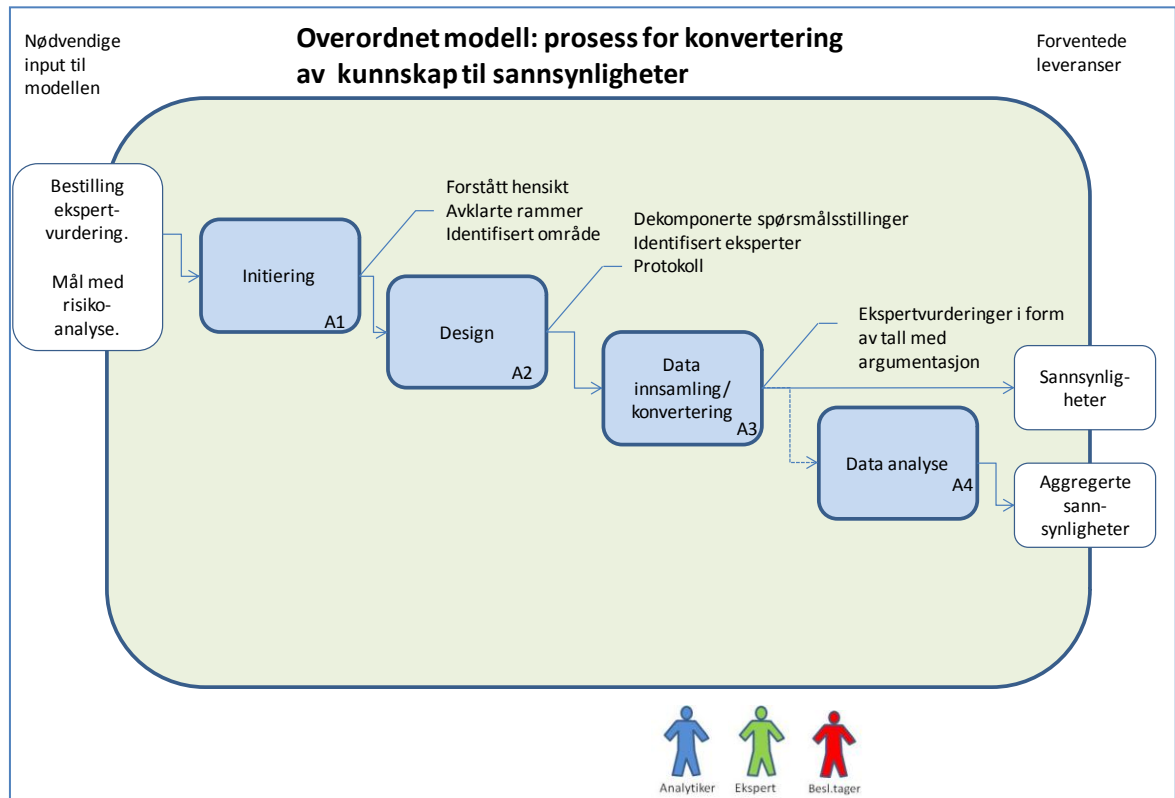 Nødvendige
input til
modellen
Overordnet modell: prosess for konvertering
av kunnskap til sannsynligheter
Forventede
leveranser
Bestilling
ekspert-
vurdering.
Mål med
risiko-
analyse.
Initiering
A1
Forstått hensikt
Avklarte rammer
Identifisert område
Design
A2
Dekomponerte spørsmålsstillinger
Identifisert eksperter
Protokoll
Data
innsamling/
konvertering
A3
Ekspertvurderinger i form
av tall med
argumentasjon
Sannsynlig-
heter
Data analyse
A4
Aggregerte
sann-
synligheter
Analytiker
Ekspert
Besl.tager